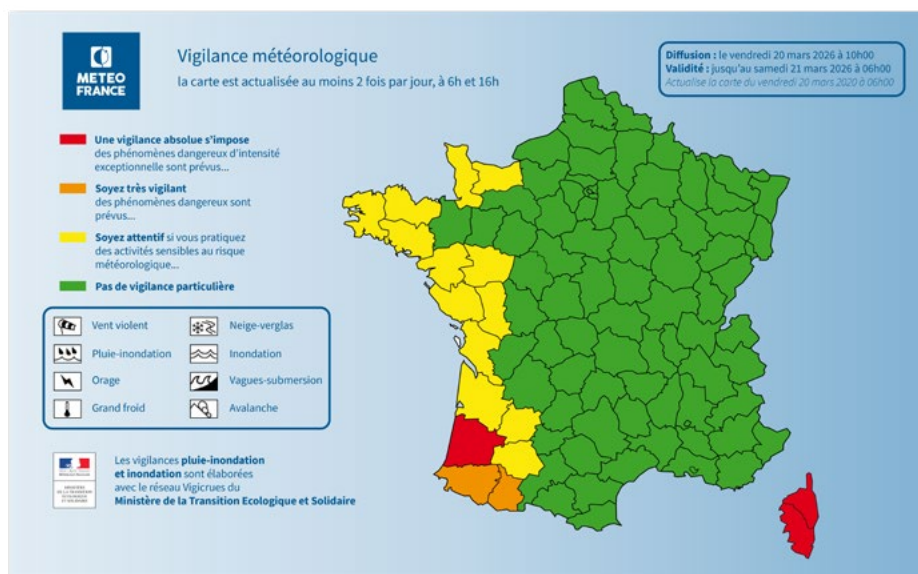 METEO
FRANCE
Vigilance météorologique
la carte est actualisée au moins 2 fois par jour, à 6h et 16h
Diffusion : le vendredi 20 mars 2026 à 10h00
Validité : jusqu'au samedi 21 mars 2026 à 06h00
Actualise la carte du vendredi 20 mars 2020 à 06h00
Une vigilance absolue s'impose
des phénomènes dangereux d'intensité
exceptionnelle sont prévus...
Soyez très vigilant
des phénomènes dangereux sont
prévus...
Soyez attentif si vous pratiquez
des activités sensibles au risque
météorologique...
Pas de vigilance particulière
Vent violent
Neige-verglas
Pluie-inondation
Inondation
Orage
Vagues-submersion
Grand froid
Avalanche
Les vigilances pluie-inondation
et inondation sont élaborées
avec le réseau Vigicrues du
Ministère de la Transition Ecologique et Solidaire